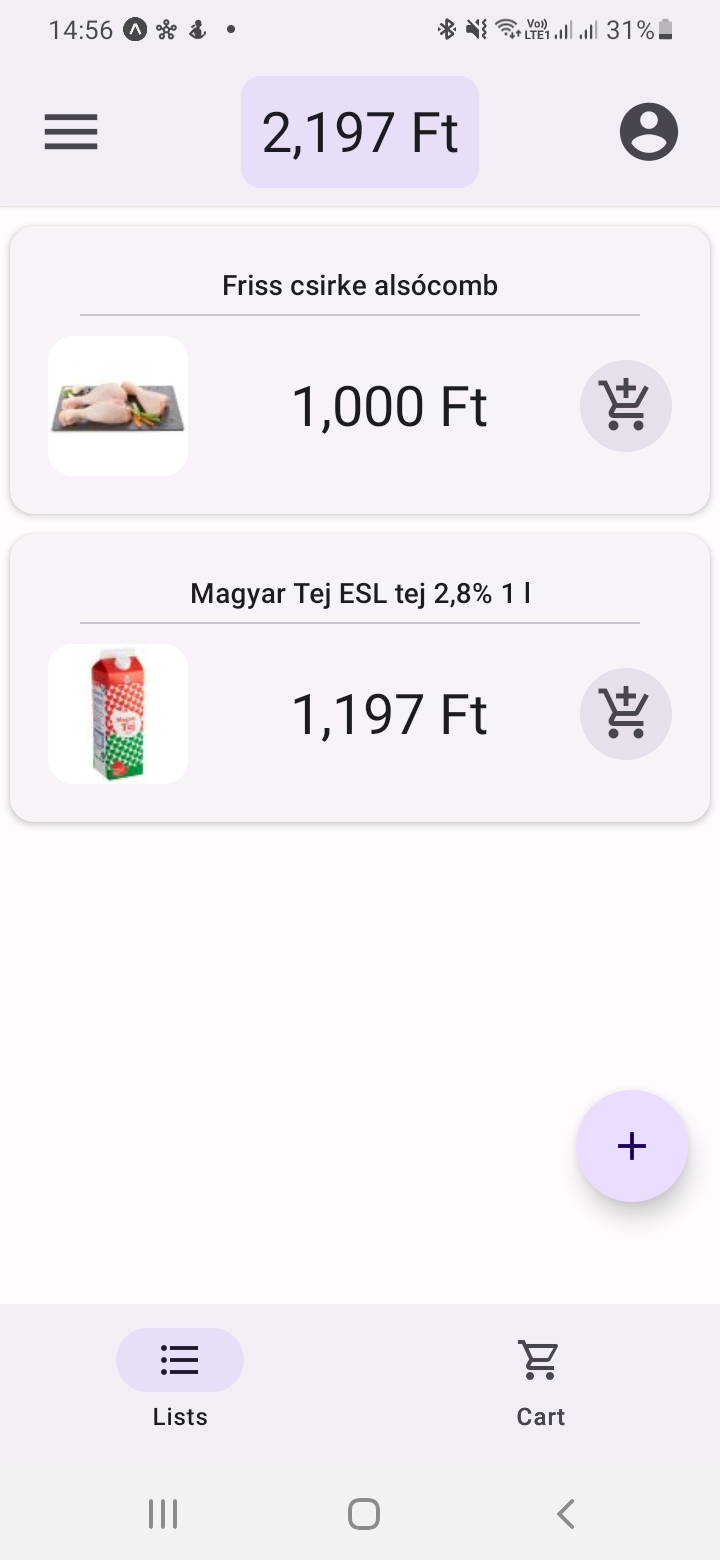 14:56
Vo))
LTE1
31%
2,197 Ft
Friss csirke alsócomb
1,000 Ft
Magyar Tej ESL tej 2,8% 1 l
Magyar
Tej
1,197 Ft
Lists
Cart